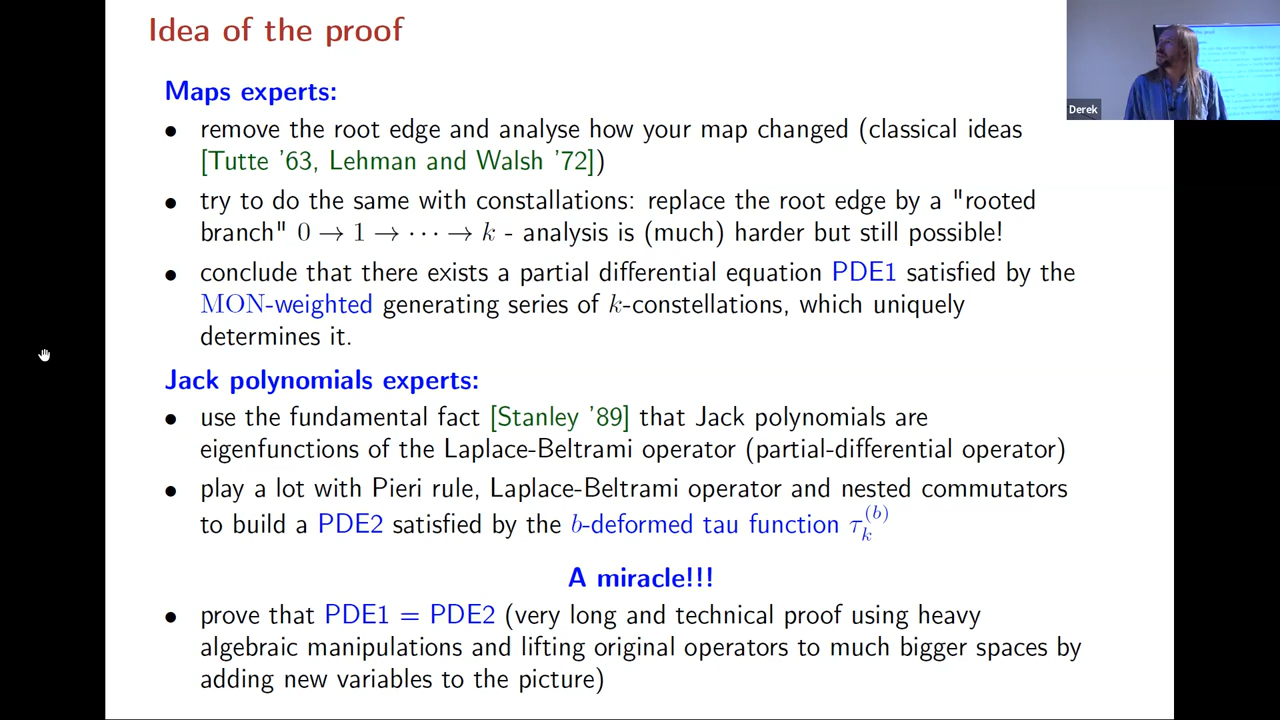 Idea of the proof
Maps experts:
• remove the root edge and analyse how your map changed (classical ideas
[Tutte '63, Lehman and Walsh '72])
• try to do the same with constallations: replace the root edge by a "rooted
branch" 0 → 1 → ⋯ → k - analysis is (much) harder but still possible!
• conclude that there exists a partial differential equation PDE1 satisfied by the
MON-weighted generating series of k-constellations, which uniquely
determines it.
Jack polynomials experts:
• use the fundamental fact [Stanley '89] that Jack polynomials are
eigenfunctions of the Laplace-Beltrami operator (partial-differential operator)
• play a lot with Pieri rule, Laplace-Beltrami operator and nested commutators
to build a PDE2 satisfied by the b-deformed tau function τ_k^{(b)}
A miracle!!!
• prove that PDE1 = PDE2 (very long and technical proof using heavy
algebraic manipulations and lifting original operators to much bigger spaces by
adding new variables to the picture)
Derek